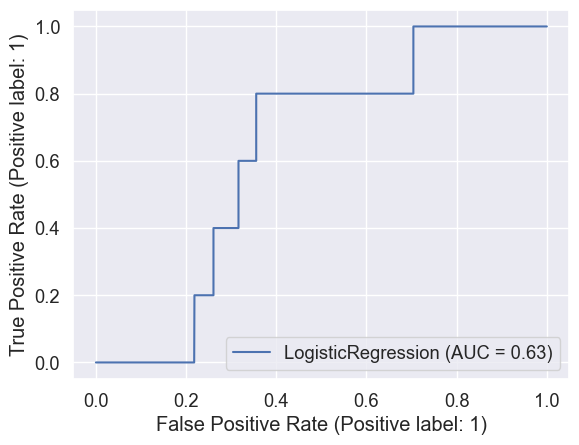 1.0
0.8
0.6
0.4
0.2
0.0
True Positive Rate (Positive label: 1)
LogisticRegression (AUC = 0.63)
0.0 0.2 0.4 0.6 0.8 1.0
False Positive Rate (Positive label: 1)